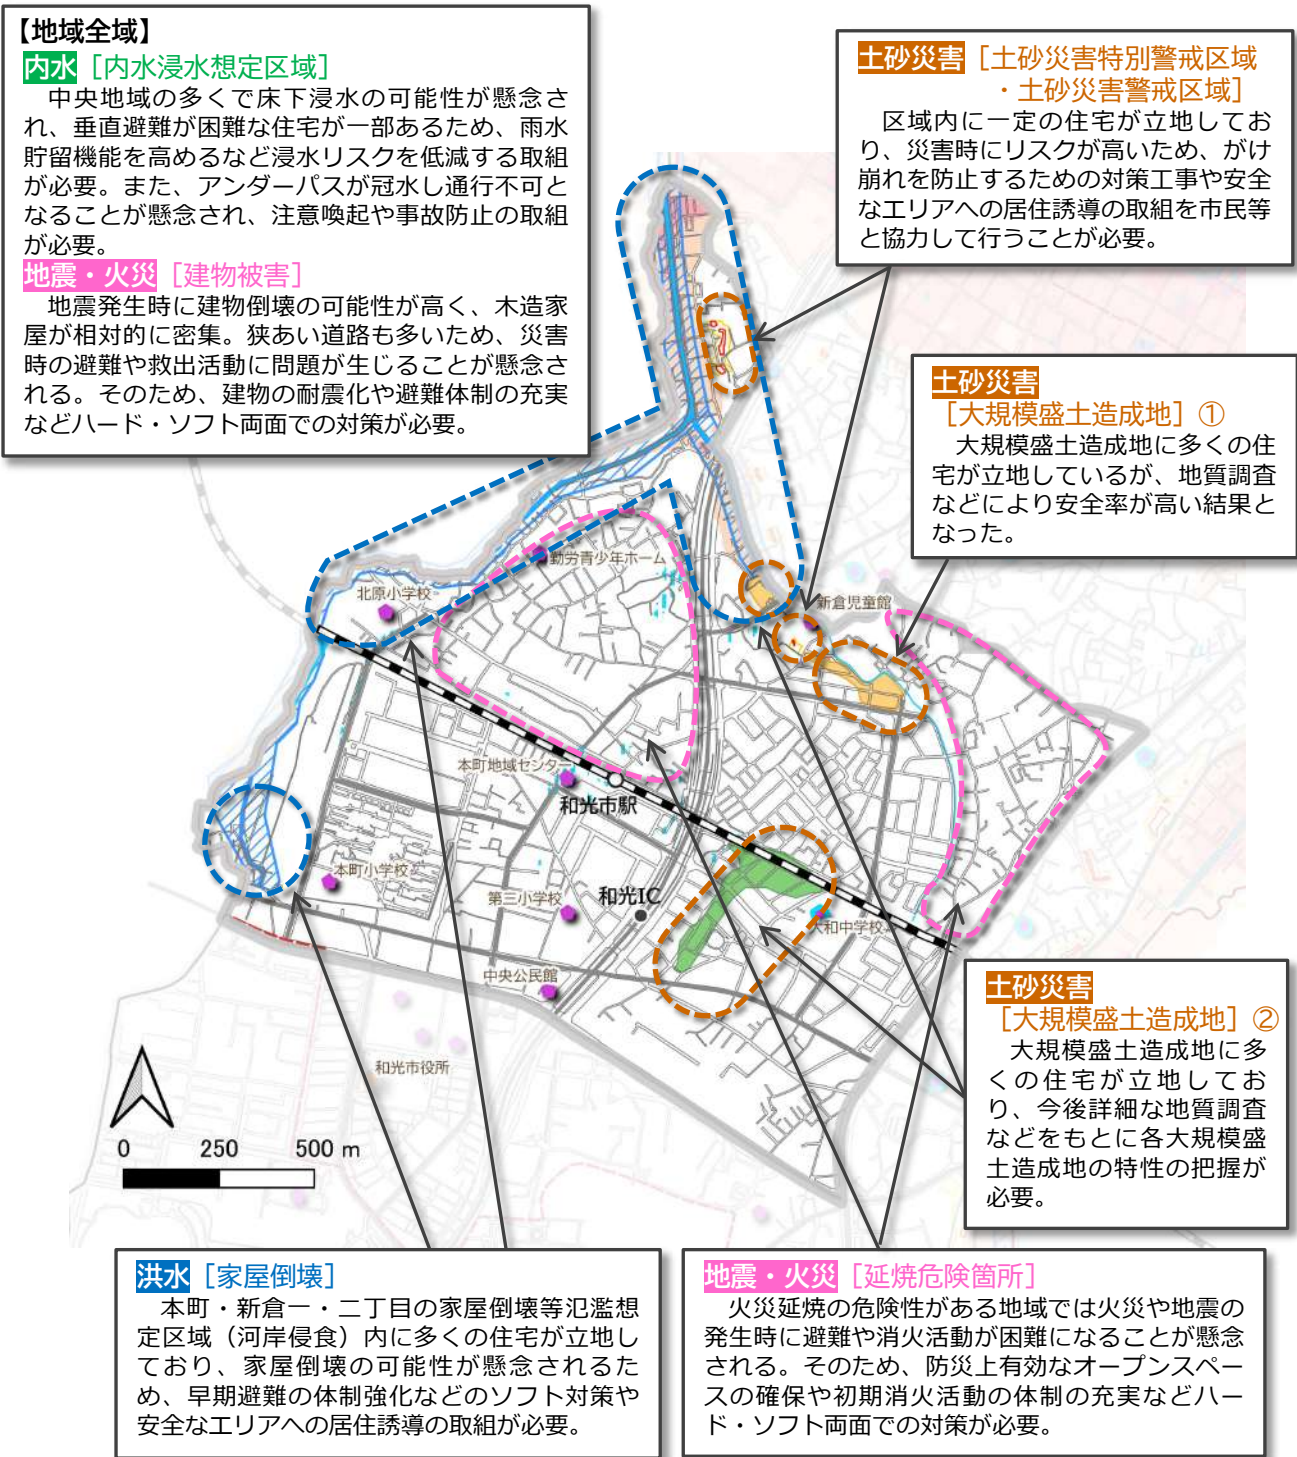 【地域全域】
内水［内水浸水想定区域］
中央地域の多くで床下浸水の可能性が懸念さ
れ、垂直避難が困難な住宅が一部あるため、雨水
貯留機能を高めるなど浸水リスクを低減する取組
が必要。また、アンダーパスが冠水し通行不可と
なることが懸念され、注意喚起や事故防止の取組
が必要。
地震・火災［建物被害］
地震発生時に建物倒壊の可能性が高く、木造家
屋が相対的に密集。狭あい道路も多いため、災害
時の避難や救出活動に問題が生じることが懸念さ
れる。そのため、建物の耐震化や避難体制の充実
などハード・ソフト両面での対策が必要。
土砂災害［土砂災害特別警戒区域
・土砂災害警戒区域］
区域内に一定の住宅が立地してお
り、災害時にリスクが高いため、がけ
崩れを防止するための対策工事や安全
なエリアへの居住誘導の取組を市民等
と協力して行うことが必要。
土砂災害
［大規模盛土造成地］①
大規模盛土造成地に多くの住
宅が立地しているが、地質調査
などにより安全率が高い結果と
なった。
勤労青少年ホーム
北原小学校
新倉児童館
本町地域センター
和光市駅
本町小学校
第三小学校
和光IC
大和中学校
中央公民館
和光市役所
0 250 500 m
土砂災害
［大規模盛土造成地］②
大規模盛土造成地に多
くの住宅が立地してお
り、今後詳細な地質調査
などをもとに各大規模盛
土造成地の特性の把握が
必要。
洪水［家屋倒壊］
本町・新倉一・二丁目の家屋倒壊等氾濫想
定区域（河岸侵食）内に多くの住宅が立地し
ており、家屋倒壊の可能性が懸念されるた
め、早期避難の体制強化などのソフト対策や
安全なエリアへの居住誘導の取組が必要。
地震・火災［延焼危険箇所］
火災延焼の危険性がある地域では火災や地震の
発生時に避難や消火活動が困難になることが懸念
される。そのため、防災上有効なオープンスペー
スの確保や初期消火活動の体制の充実などハー
ド・ソフト両面での対策が必要。